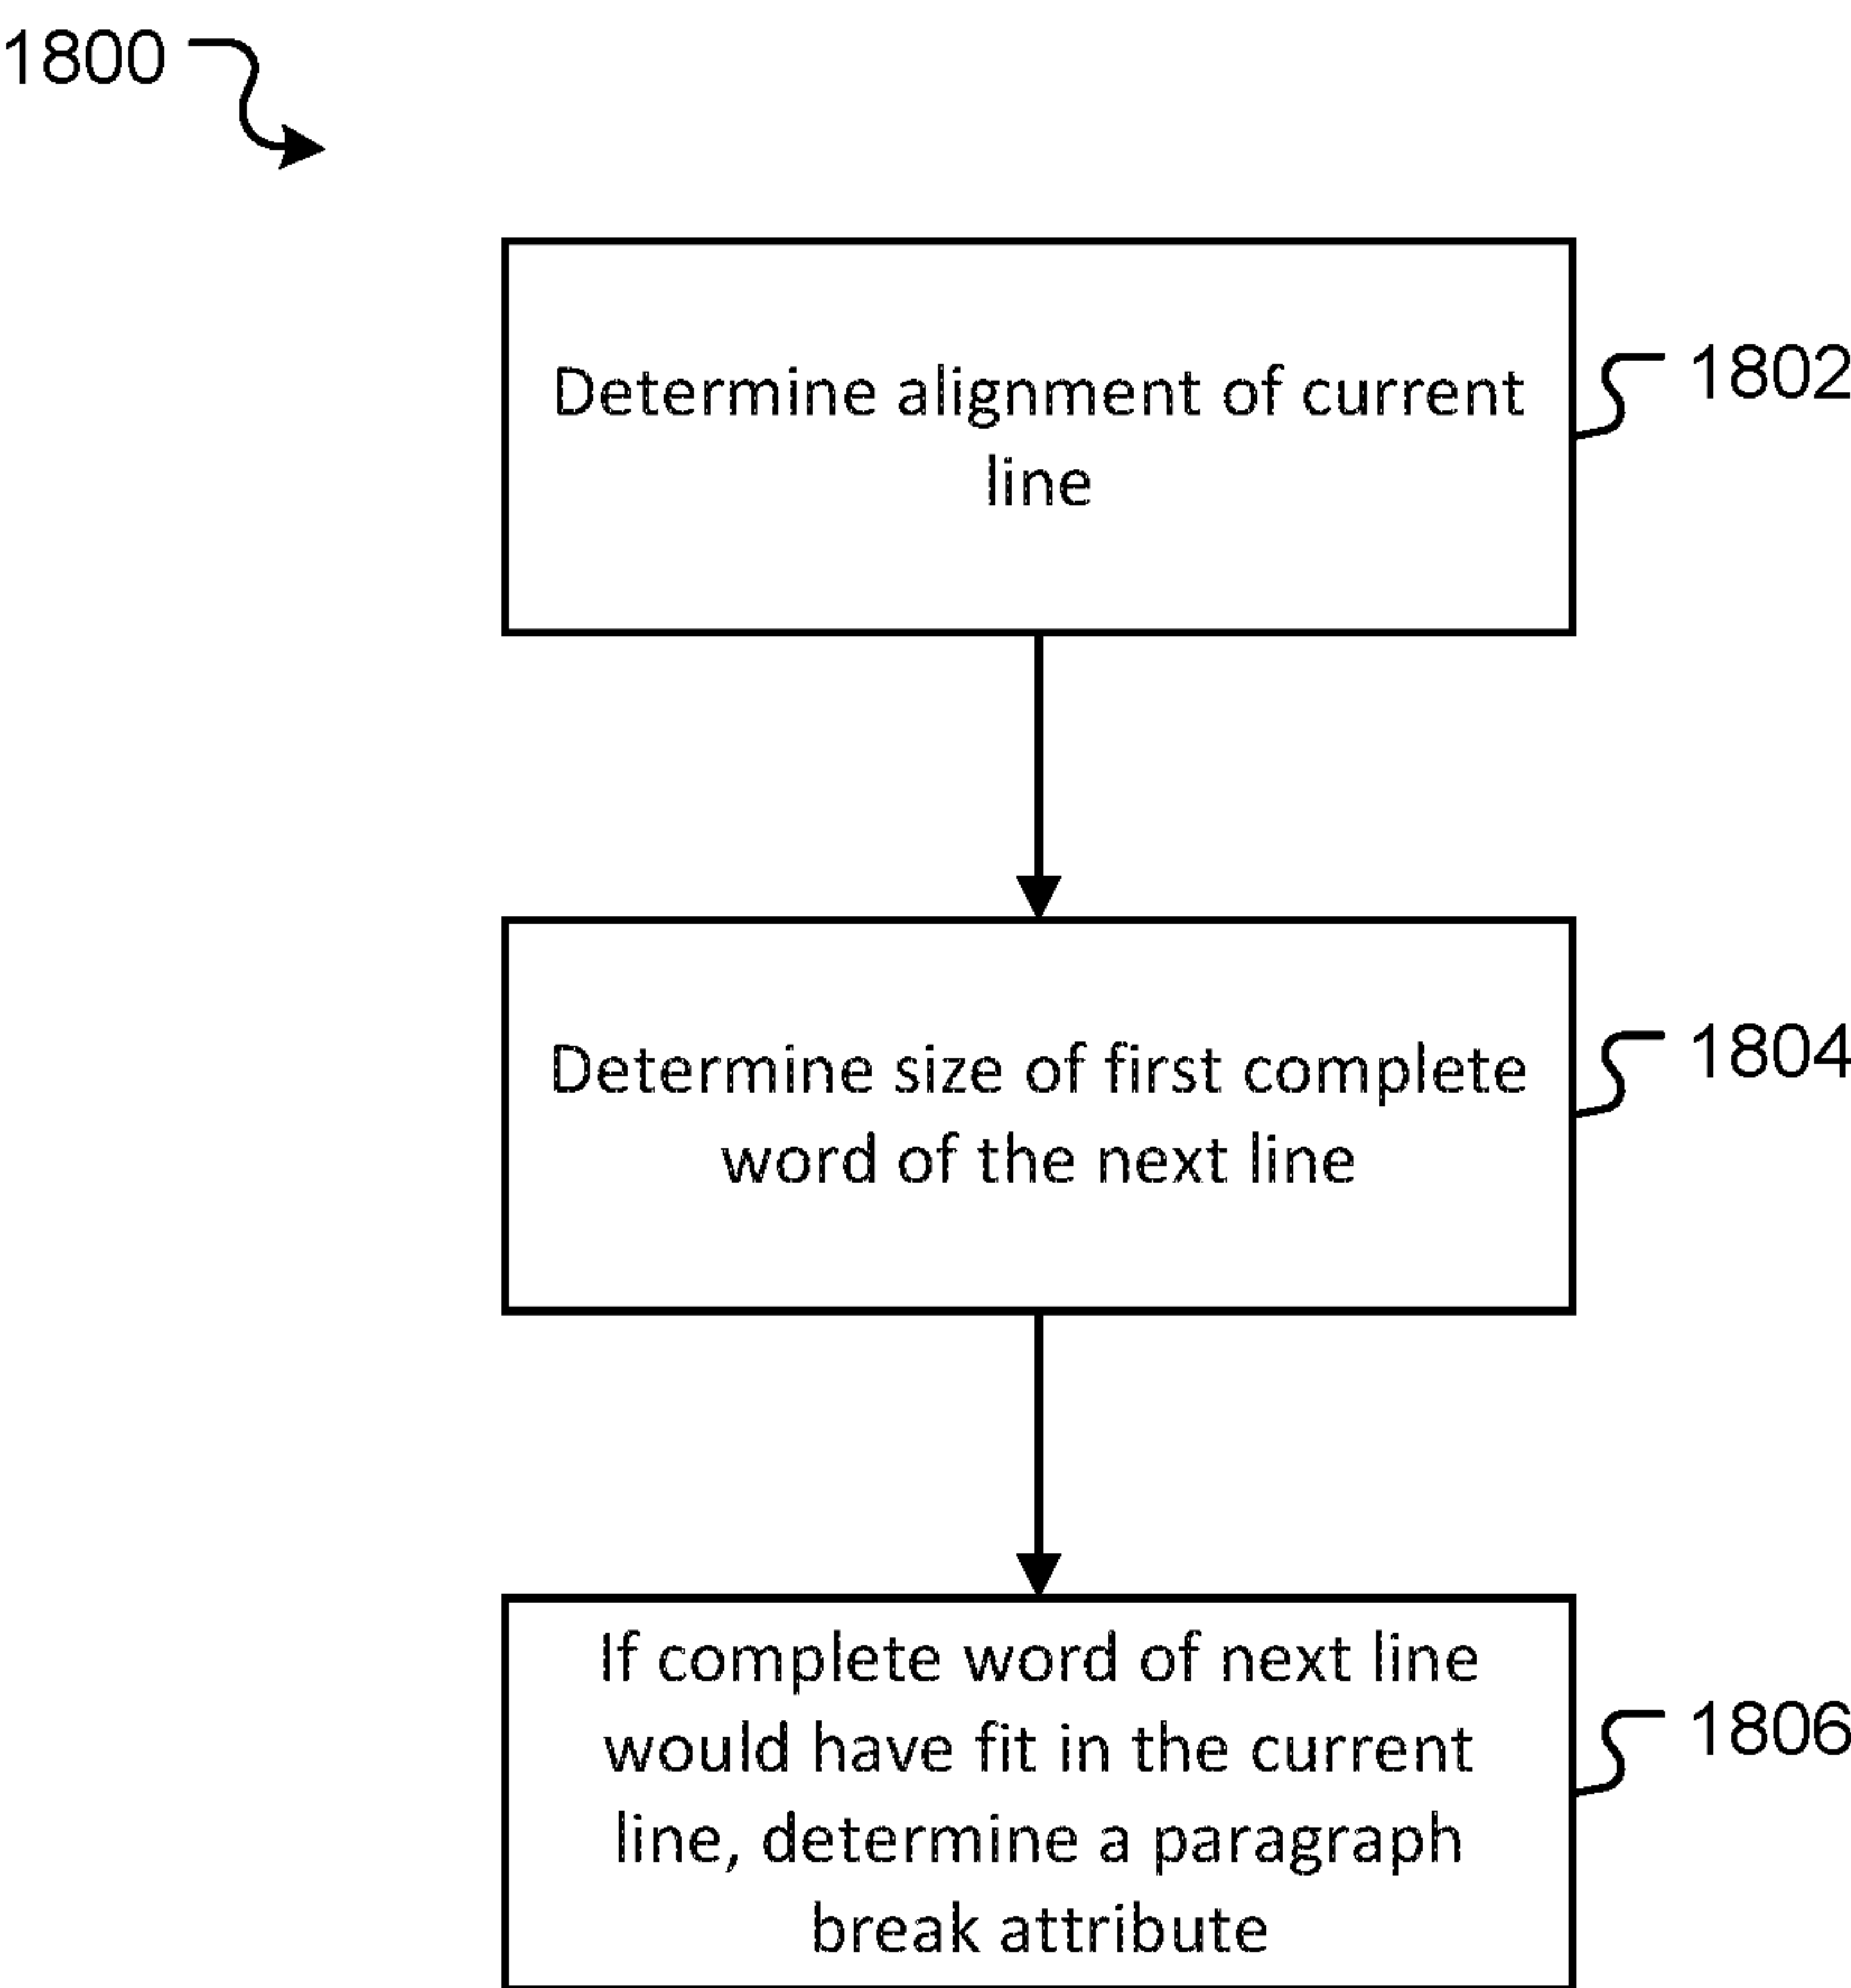 1800
Determine alignment of current
line
1802
Determine size of first complete
word of the next line
1804
If complete word of next line
would have fit in the current
line, determine a paragraph
break attribute
1806